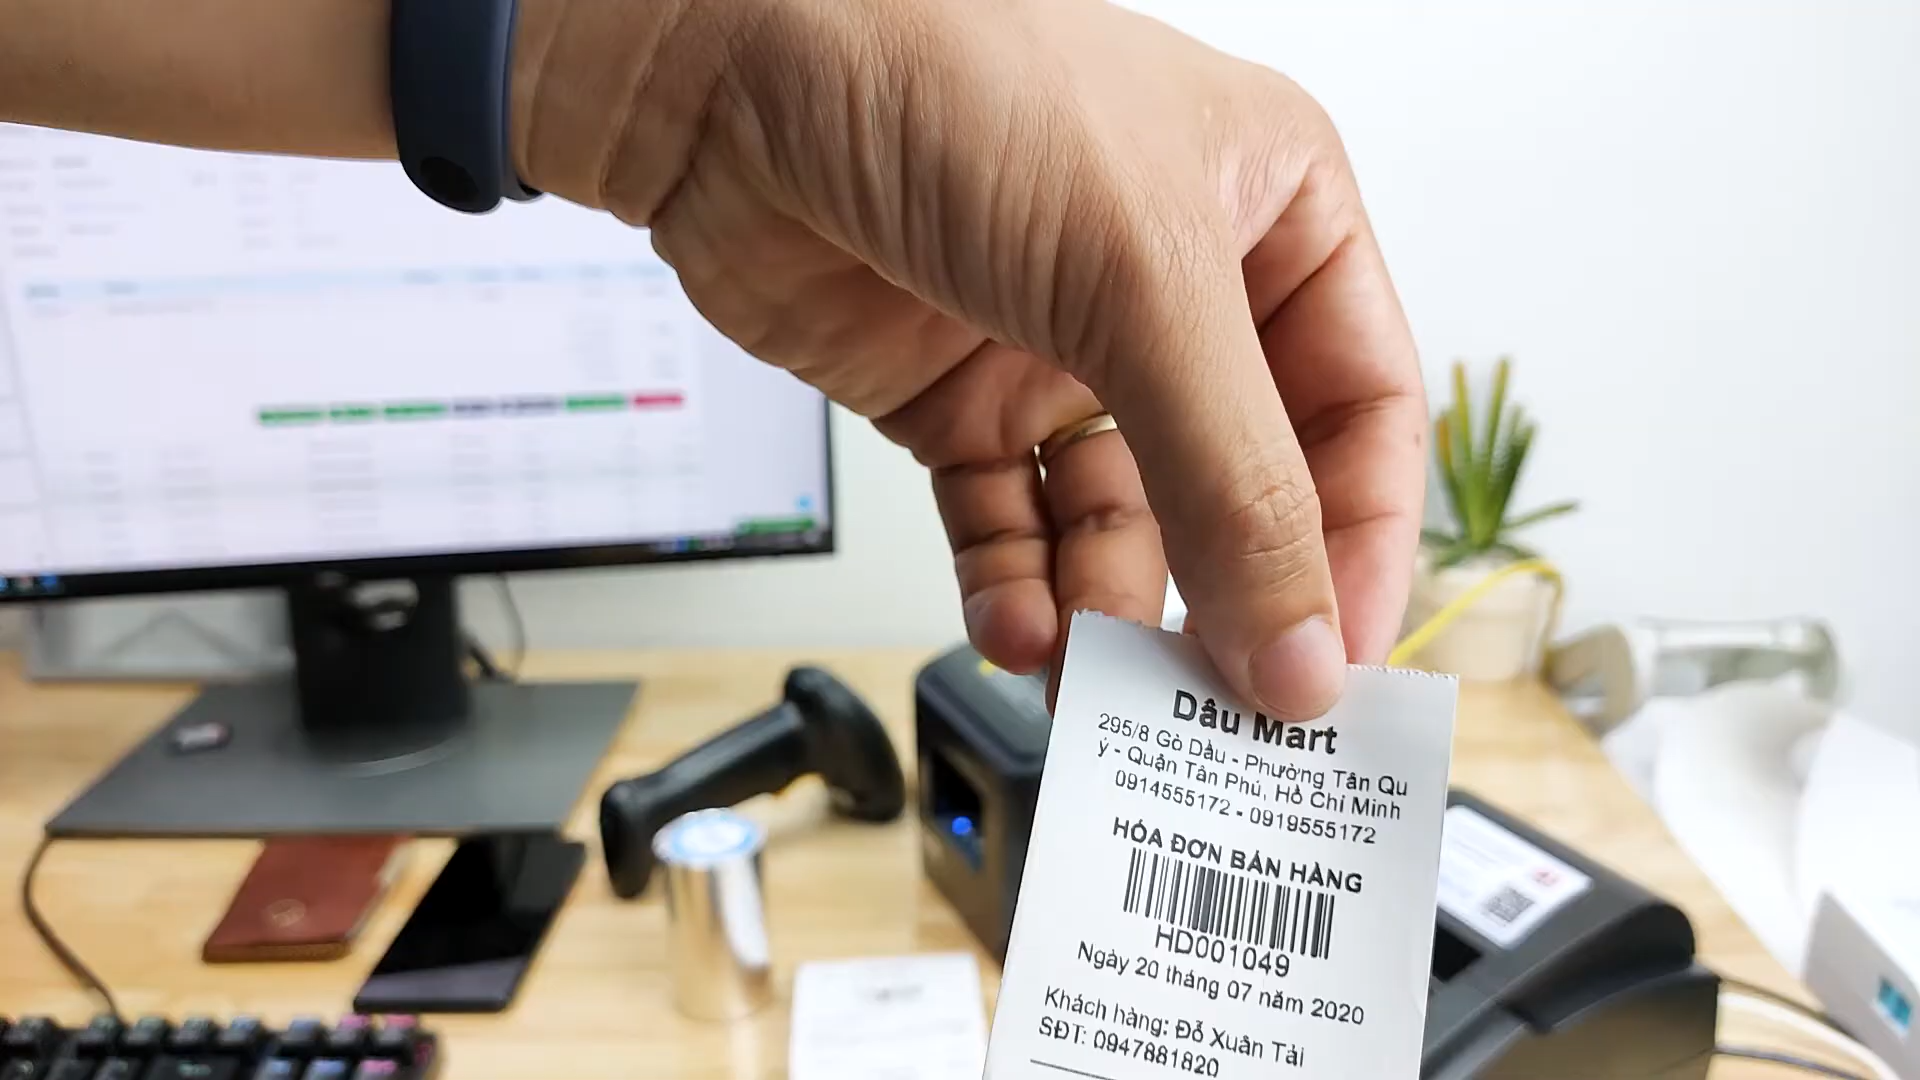 Dâu Mart
295/8 Gò Dầu - Phường Tân Qu
ý - Quận Tân Phú, Hồ Chí Minh
0914555172 - 0919555172
HÓA ĐƠN BÁN HÀNG
HD001049
Ngày 20 tháng 07 năm 2020
Khách hàng: Đỗ Xuân Tải
SĐT: 0947881820